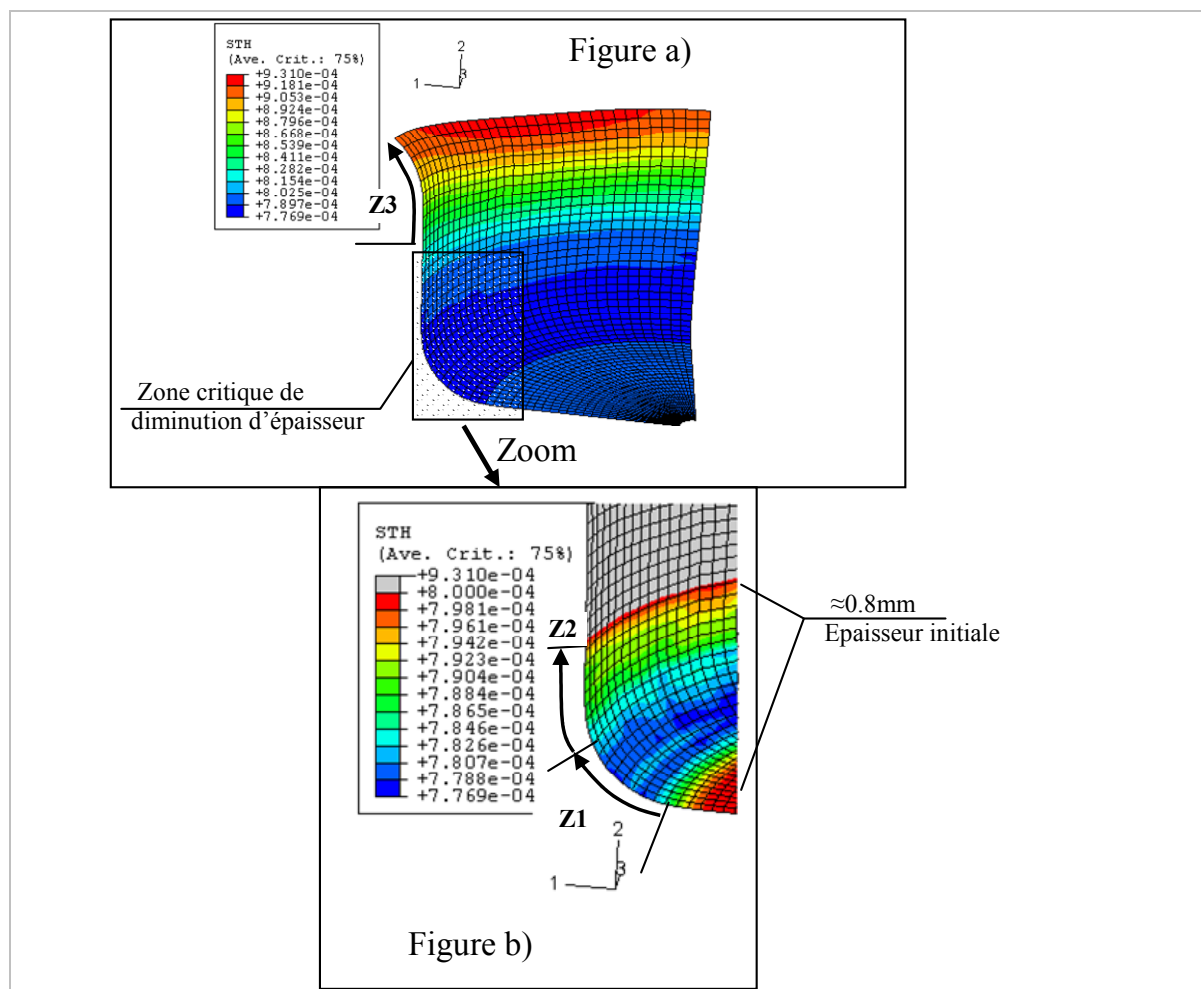 Figure a)
STH
(Ave. Crit.: 75%)
+9.310e-04
+9.181e-04
+9.053e-04
+8.924e-04
+8.796e-04
+8.668e-04
+8.539e-04
+8.411e-04
+8.282e-04
+8.154e-04
+8.025e-04
+7.897e-04
+7.769e-04
2
3
1
Z3
Zone critique de
diminution d'épaisseur
Zoom
STH
(Ave. Crit.: 75%)
+9.310e-04
+8.000e-04
+7.981e-04
+7.961e-04
+7.942e-04
+7.923e-04
+7.904e-04
+7.884e-04
+7.865e-04
+7.846e-04
+7.826e-04
+7.807e-04
+7.788e-04
+7.769e-04
Z2
≈0.8mm
Epaisseur initiale
Z1
2
3
1
Figure b)